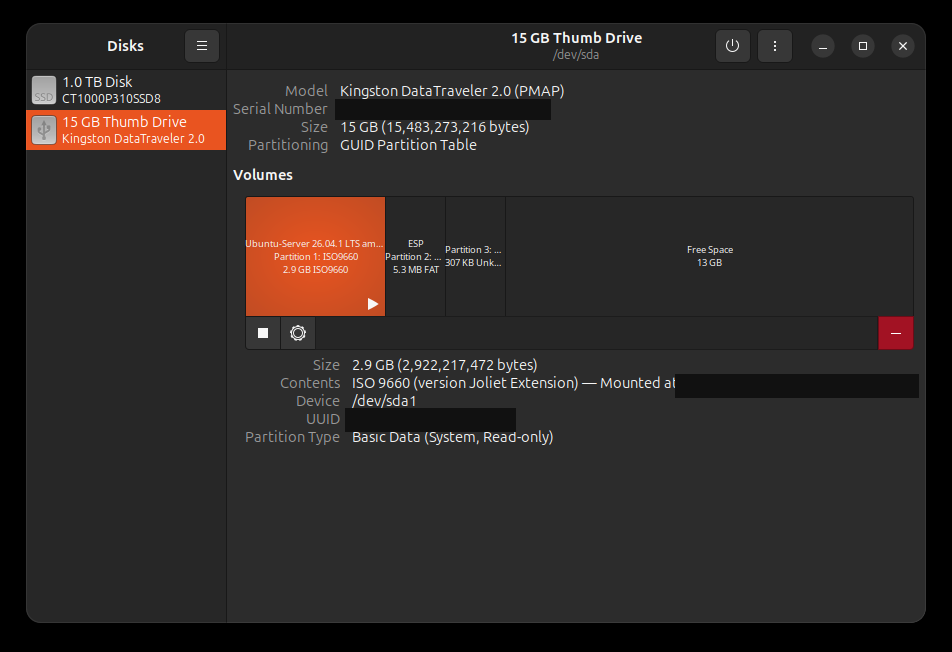 Disks
15 GB Thumb Drive
/dev/sda
1.0 TB Disk
SSD
CT1000P310SSD8
15 GB Thumb Drive
Kingston DataTraveler 2.0
Model Kingston DataTraveler 2.0 (PMAP)
Serial Number
Size 15 GB (15,483,273,216 bytes)
Partitioning GUID Partition Table
Volumes
Ubuntu-Server 26.04.1 LTS am…
Partition 1: ISO9660
2.9 GB ISO9660
ESP
Partition 2: …
5.3 MB FAT
Partition 3: …
307 KB Unk…
Free Space
13 GB
Size 2.9 GB (2,922,217,472 bytes)
Contents ISO 9660 (version Joliet Extension) — Mounted at
Device /dev/sda1
UUID
Partition Type Basic Data (System, Read-only)